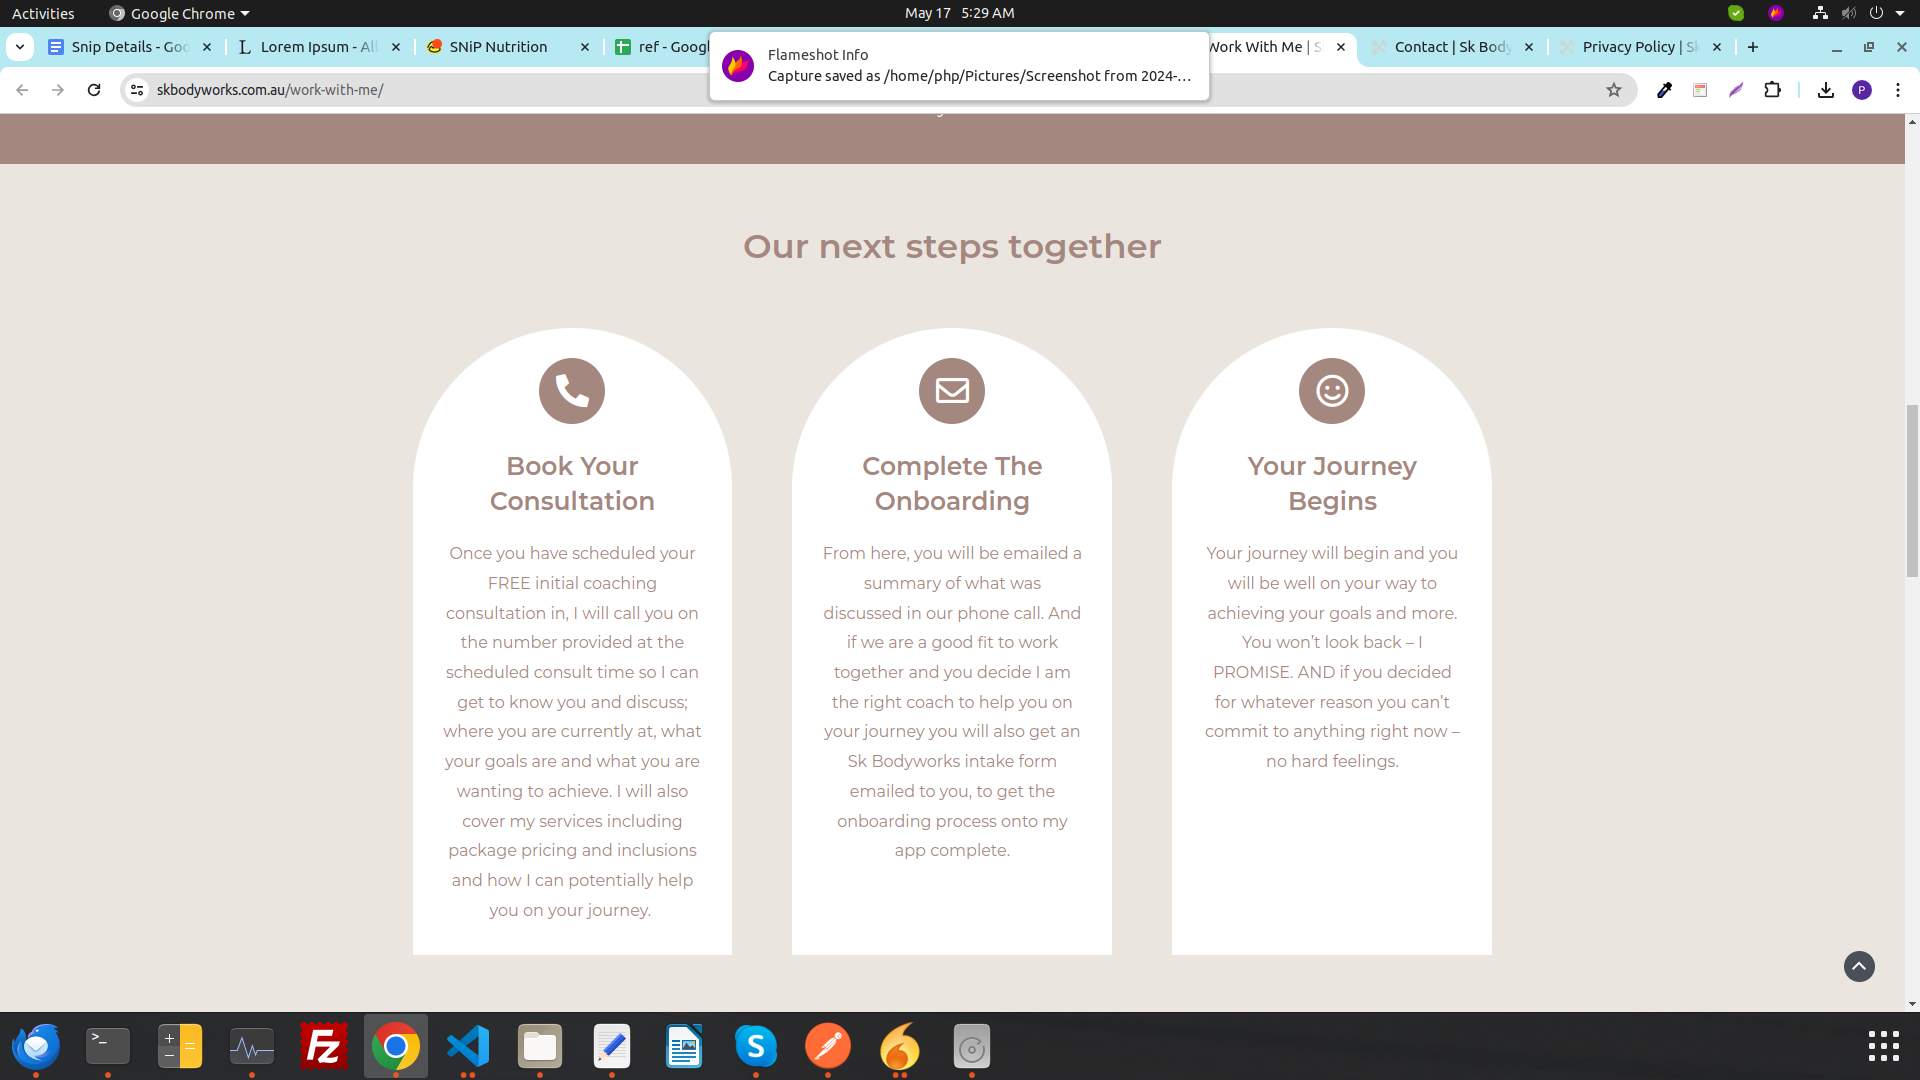 Activities
Google Chrome
May 17 5:29 AM
Snip Details - Goo
Lorem Ipsum - All
SNiP Nutrition
ref - Googl
Work With Me | S
Contact | Sk Body
Privacy Policy | Sk
Flameshot Info
Capture saved as /home/php/Pictures/Screenshot from 2024-...
skbodyworks.com.au/work-with-me/
P
Our next steps together
Book Your
Consultation
Once you have scheduled your
FREE initial coaching
consultation in, I will call you on
the number provided at the
scheduled consult time so I can
get to know you and discuss;
where you are currently at, what
your goals are and what you are
wanting to achieve. I will also
cover my services including
package pricing and inclusions
and how I can potentially help
you on your journey.
Complete The
Onboarding
From here, you will be emailed a
summary of what was
discussed in our phone call. And
if we are a good fit to work
together and you decide I am
the right coach to help you on
your journey you will also get an
Sk Bodyworks intake form
emailed to you, to get the
onboarding process onto my
app complete.
Your Journey
Begins
Your journey will begin and you
will be well on your way to
achieving your goals and more.
You won’t look back – I
PROMISE. AND if you decided
for whatever reason you can’t
commit to anything right now –
no hard feelings.